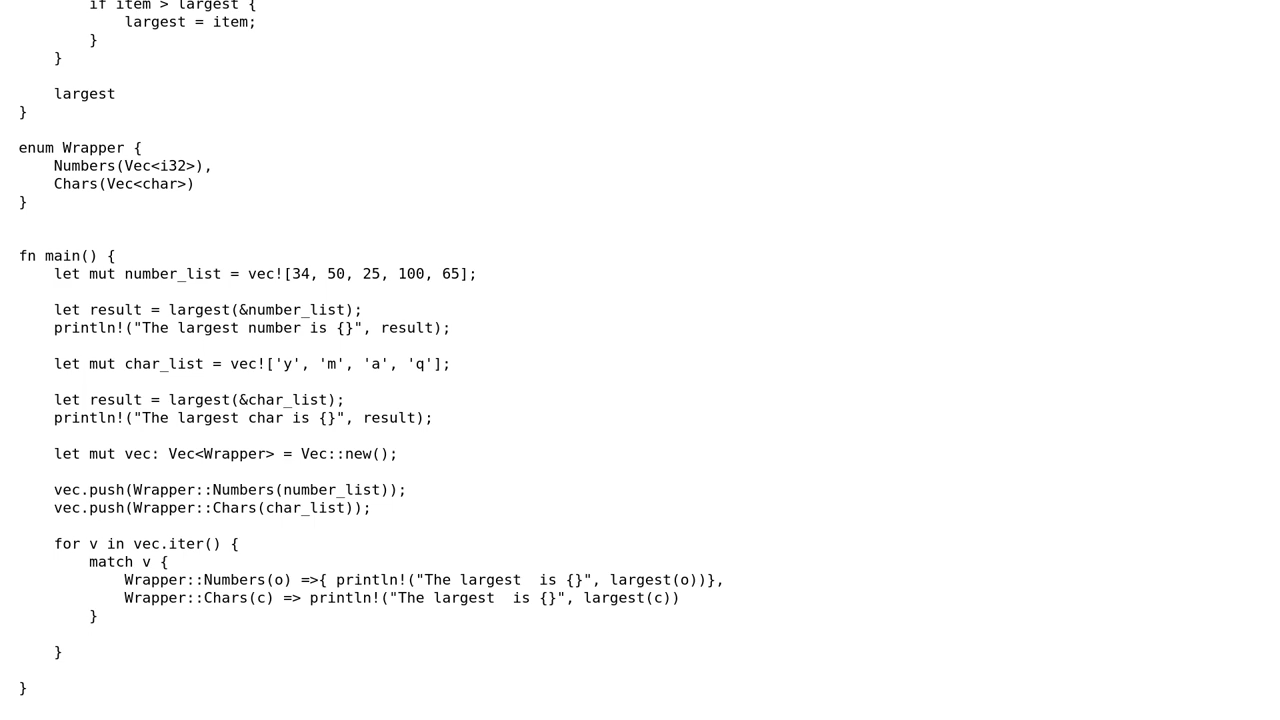 if item > largest {
            largest = item;
        }
    }

    largest
}

enum Wrapper {
    Numbers(Vec<i32>),
    Chars(Vec<char>)
}


fn main() {
    let mut number_list = vec![34, 50, 25, 100, 65];

    let result = largest(&number_list);
    println!("The largest number is {}", result);

    let mut char_list = vec!['y', 'm', 'a', 'q'];

    let result = largest(&char_list);
    println!("The largest char is {}", result);

    let mut vec: Vec<Wrapper> = Vec::new();

    vec.push(Wrapper::Numbers(number_list));
    vec.push(Wrapper::Chars(char_list));

    for v in vec.iter() {
        match v {
            Wrapper::Numbers(o) =>{ println!("The largest  is {}", largest(o))},
            Wrapper::Chars(c) => println!("The largest  is {}", largest(c))
        }

    }

}